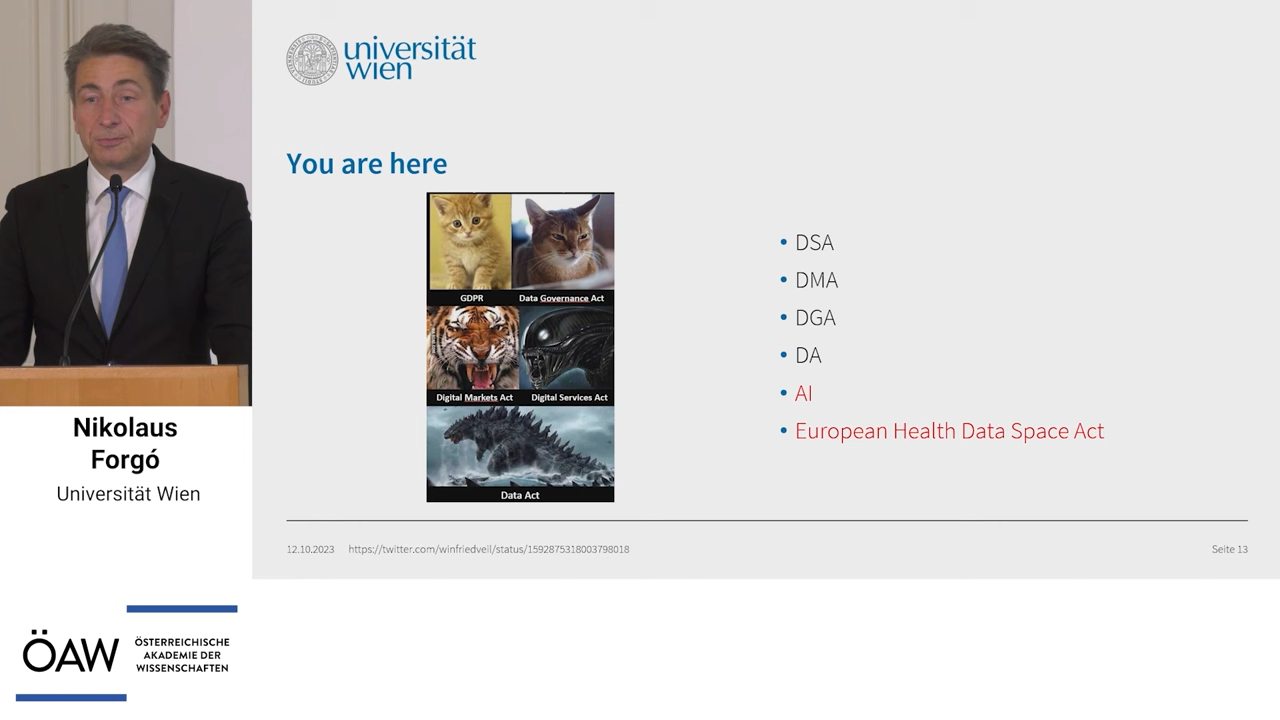 universität
wien
You are here
GDPR
Data Governance Act
Digital Markets Act
Digital Services Act
Data Act
• DSA
• DMA
• DGA
• DA
• AI
• European Health Data Space Act
12.10.2023
https://twitter.com/winfriedveil/status/1592875318003798018
Seite 13
Nikolaus
Forgó
Universität Wien
ÖAW
ÖSTERREICHISCHE
AKADEMIE DER
WISSENSCHAFTEN